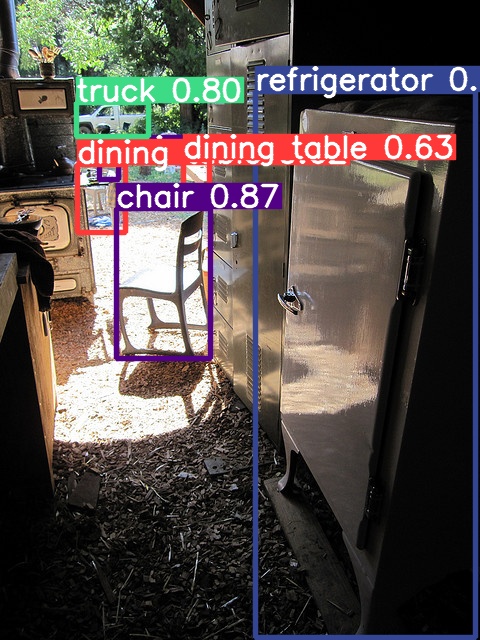 truck 0.80
refrigerator 0.
dining
dining table 0.63
chair 0.87